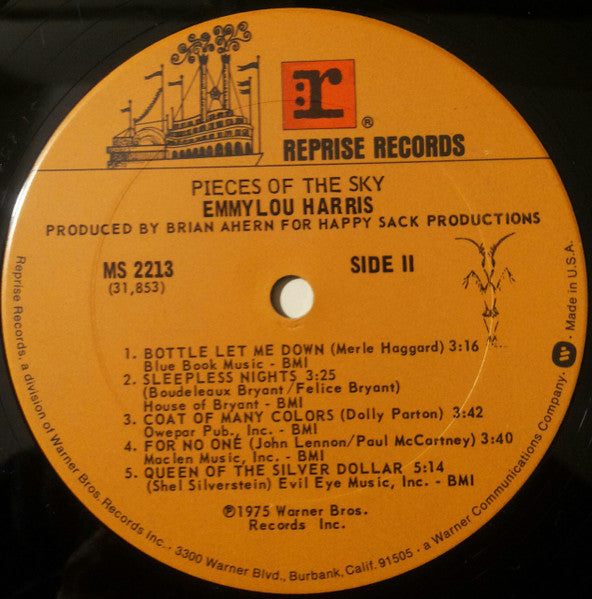 r
®
REPRISE RECORDS
PIECES OF THE SKY
EMMYLOU HARRIS
PRODUCED BY BRIAN AHERN FOR HAPPY SACK PRODUCTIONS
MS 2213
(31,853)
SIDE II
1. BOTTLE LET ME DOWN (Merle Haggard) 3:16
Blue Book Music - BMI
2. SLEEPLESS NIGHTS 3:25
(Boudeleaux Bryant/Felice Bryant)
House of Bryant - BMI
3. COAT OF MANY COLORS (Dolly Parton) 3:42
Owepar Pub., Inc. - BMI
4. FOR NO ONE (John Lennon/Paul McCartney) 3:40
Maclen Music, Inc. - BMI
5. QUEEN OF THE SILVER DOLLAR 5:14
(Shel Silverstein) Evil Eye Music, Inc. - BMI
℗1975 Warner Bros.
Records Inc.
Reprise Records. a division of Warner Bros. Records Inc., 3300 Warner Blvd., Burbank, Calif. 91505 · a Warner Communications Company · W · Made in U.S.A.